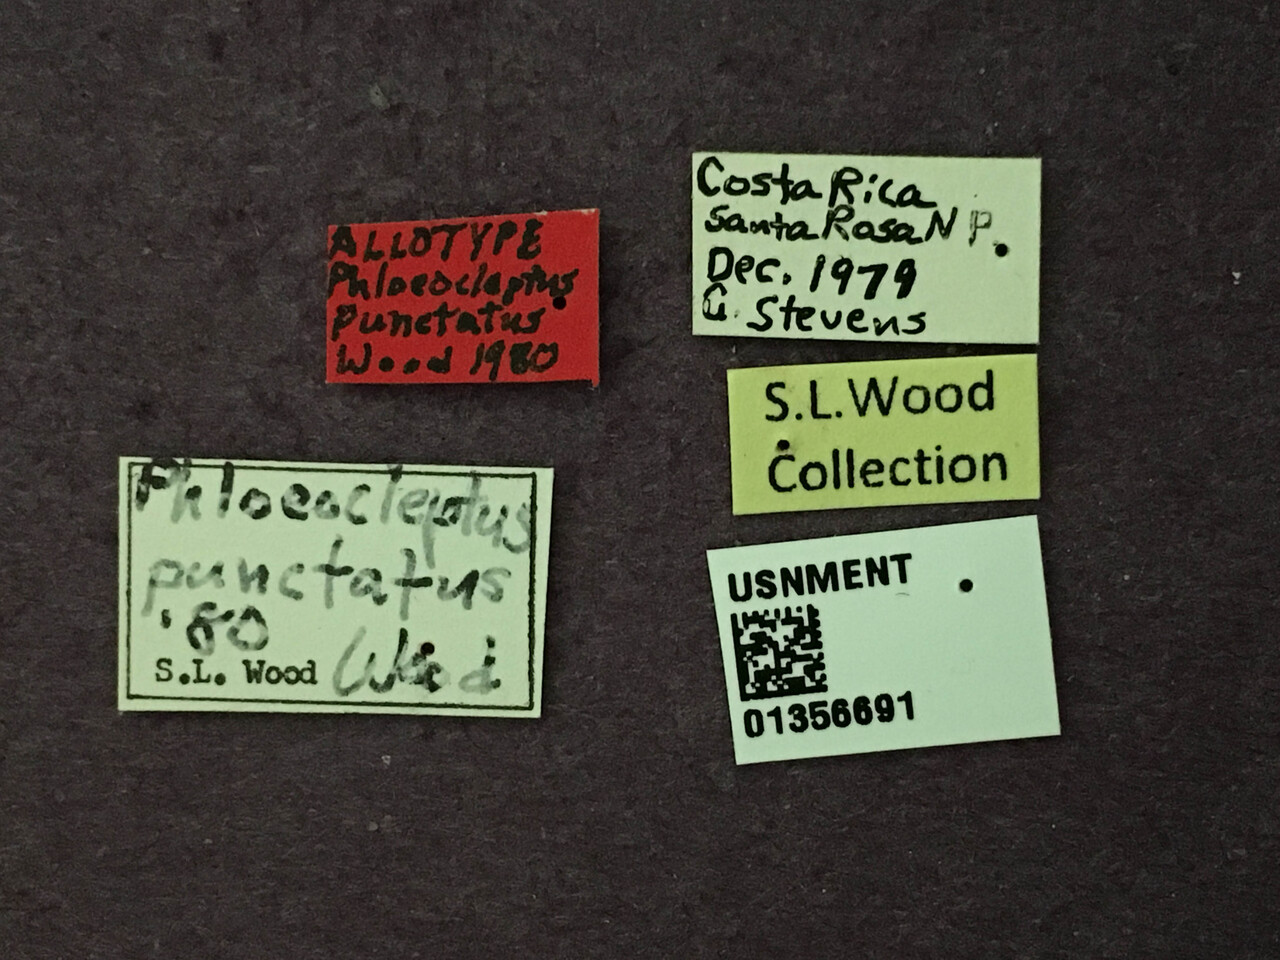 ALLOTYPE
Phloeocleptus
punctatus
Wood 1980
Costa Rica
Santa Rosa N P.
Dec. 1979
G. Stevens
S.L.Wood
Collection
Phloeocleptus
punctatus
'80 Wood
S.L. Wood
USNMENT
01356691